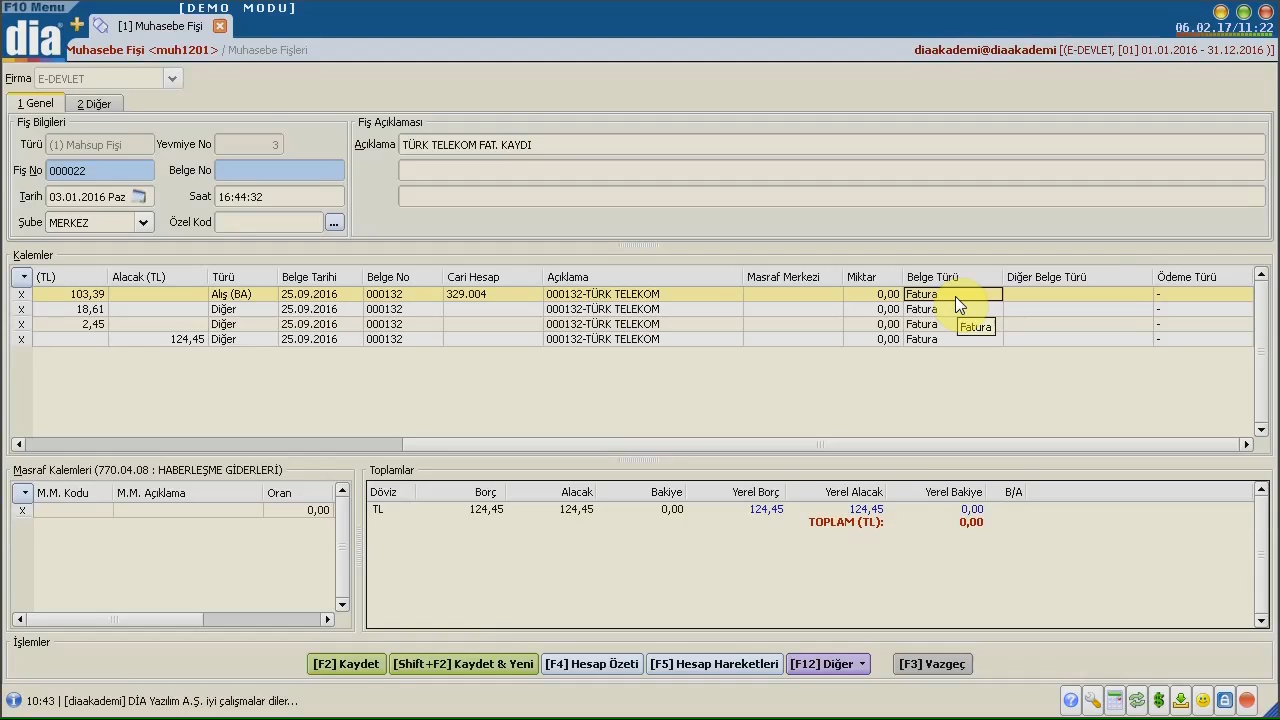 F10 Menu
[DEMO MODU]
dia
[1] Muhasebe Fişi
06.02.17/11:22
Muhasebe Fişi <muh1201> / Muhasebe Fişleri
diaakademi@diaakademi [(E-DEVLET, [01] 01.01.2016 - 31.12.2016 )]
Firma E-DEVLET
1 Genel 2 Diğer
Fiş Bilgileri
Fiş Açıklaması
Türü (1) Mahsup Fişi Yevmiye No 3
Açıklama TÜRK TELEKOM FAT. KAYDI
Fiş No 000022 Belge No
Tarih 03.01.2016 Paz Saat 16:44:32
Şube MERKEZ Özel Kod ...
Kalemler
(TL) Alacak (TL) Türü Belge Tarihi Belge No Cari Hesap Açıklama Masraf Merkezi Miktar Belge Türü Diğer Belge Türü Ödeme Türü
X 103,39 Alış (BA) 25.09.2016 000132 329.004 000132-TÜRK TELEKOM 0,00 Fatura -
X 18,61 Diğer 25.09.2016 000132 000132-TÜRK TELEKOM 0,00 Fatura -
X 2,45 Diğer 25.09.2016 000132 000132-TÜRK TELEKOM 0,00 Fatura -
X 124,45 Diğer 25.09.2016 000132 000132-TÜRK TELEKOM 0,00 Fatura -
Fatura
Masraf Kalemleri (770.04.08 : HABERLEŞME GİDERLERİ)
M.M. Kodu M.M. Açıklama Oran
X 0,00
Toplamlar
Döviz Borç Alacak Bakiye Yerel Borç Yerel Alacak Yerel Bakiye B/A
TL 124,45 124,45 0,00 124,45 124,45 0,00
TOPLAM (TL): 0,00
İşlemler
[F2] Kaydet [Shift+F2] Kaydet & Yeni [F4] Hesap Özeti [F5] Hesap Hareketleri [F12] Diğer [F3] Vazgeç
10:43 | [diaakademi] DİA Yazılım A.Ş. iyi çalışmalar diler...